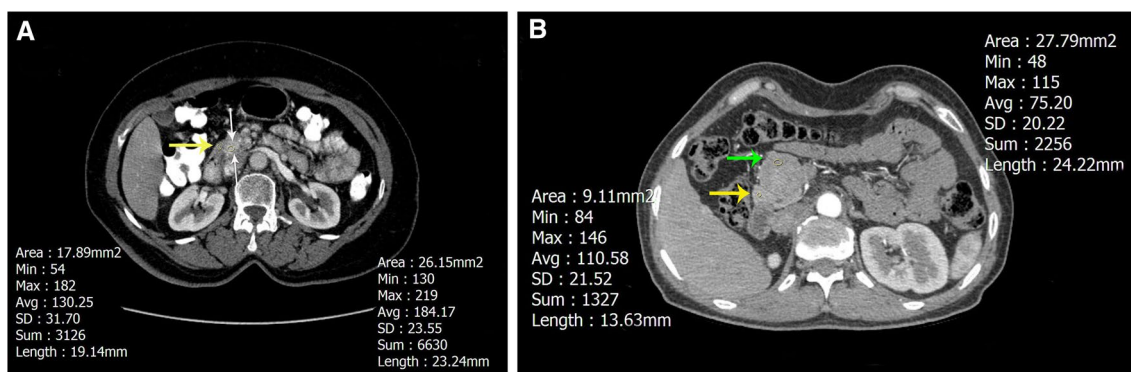 A
Area : 17.89mm2
Min : 54
Max : 182
Avg : 130.25
SD : 31.70
Sum : 3126
Length : 19.14mm
Area : 26.15mm2
Min : 130
Max : 219
Avg : 184.17
SD : 23.55
Sum : 6630
Length : 23.24mm
B
Area : 27.79mm2
Min : 48
Max : 115
Avg : 75.20
SD : 20.22
Sum : 2256
Length : 24.22mm
Area : 9.11mm2
Min : 84
Max : 146
Avg : 110.58
SD : 21.52
Sum : 1327
Length : 13.63mm